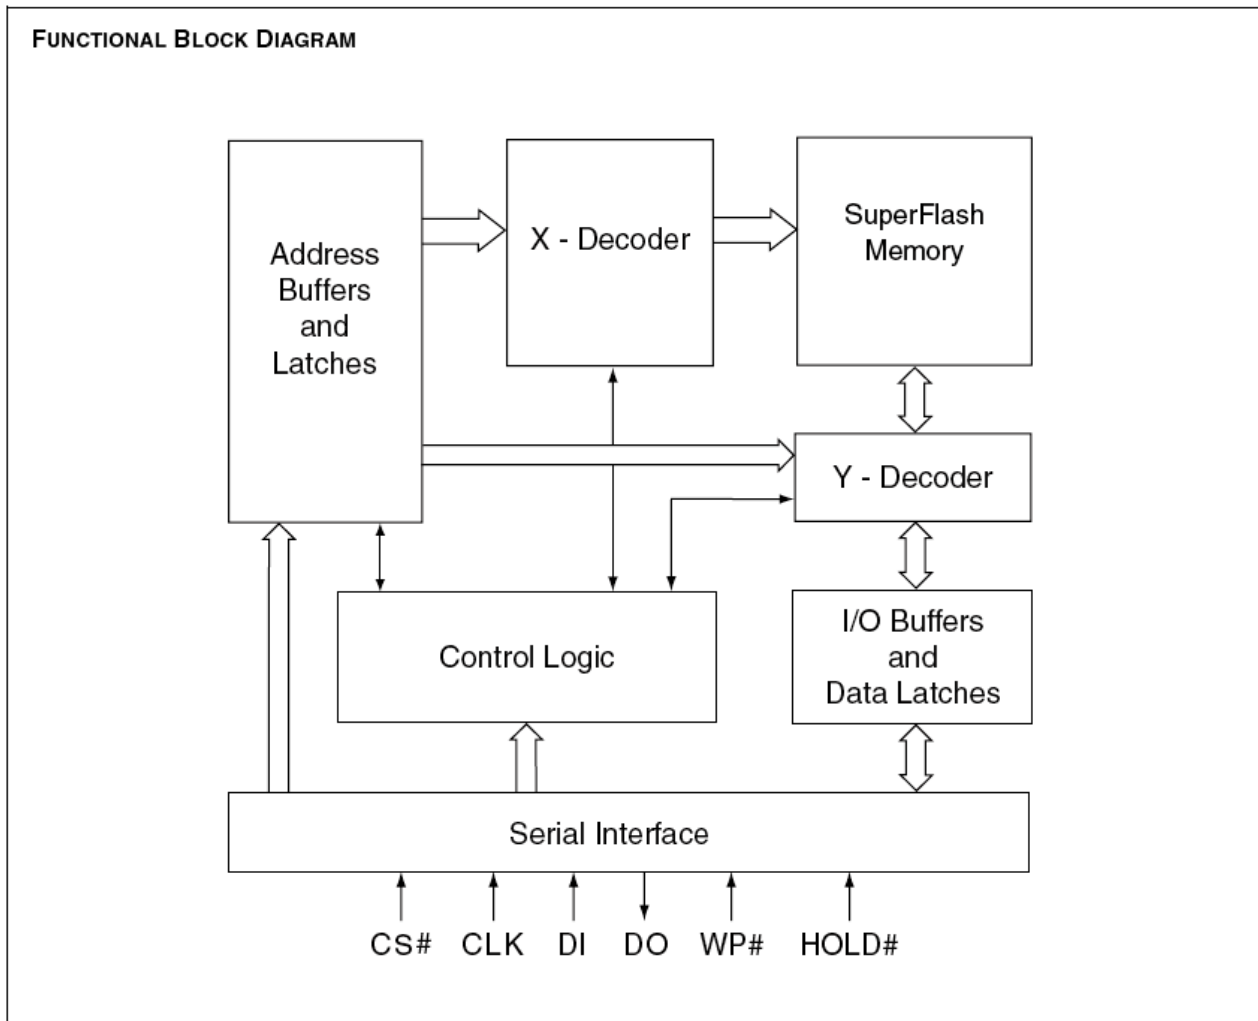 FUNCTIONAL BLOCK DIAGRAM
Address
Buffers
and
Latches
X - Decoder
SuperFlash
Memory
Y - Decoder
Control Logic
I/O Buffers
and
Data Latches
Serial Interface
CS# CLK DI DO WP# HOLD#